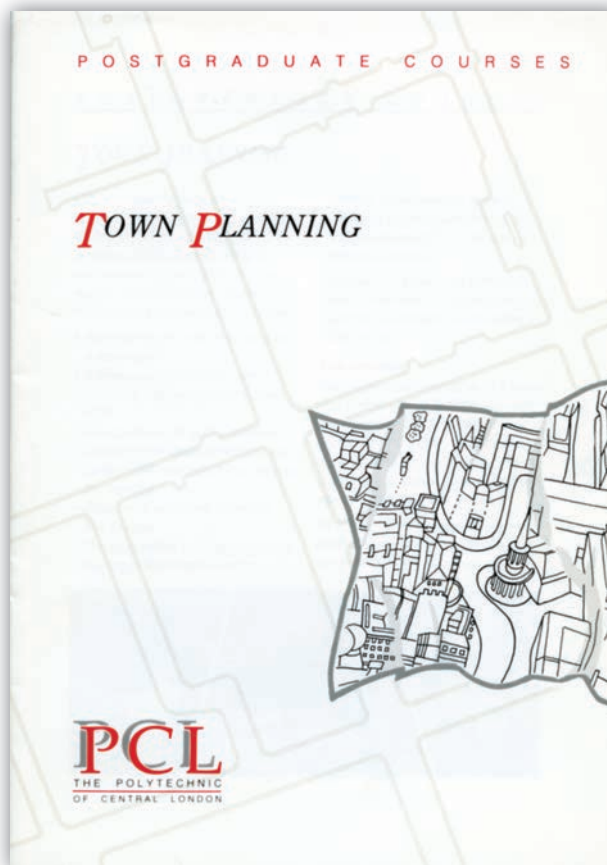 POSTGRADUATE COURSES
TOWN PLANNING
PCL
THE POLYTECHNIC
OF CENTRAL LONDON